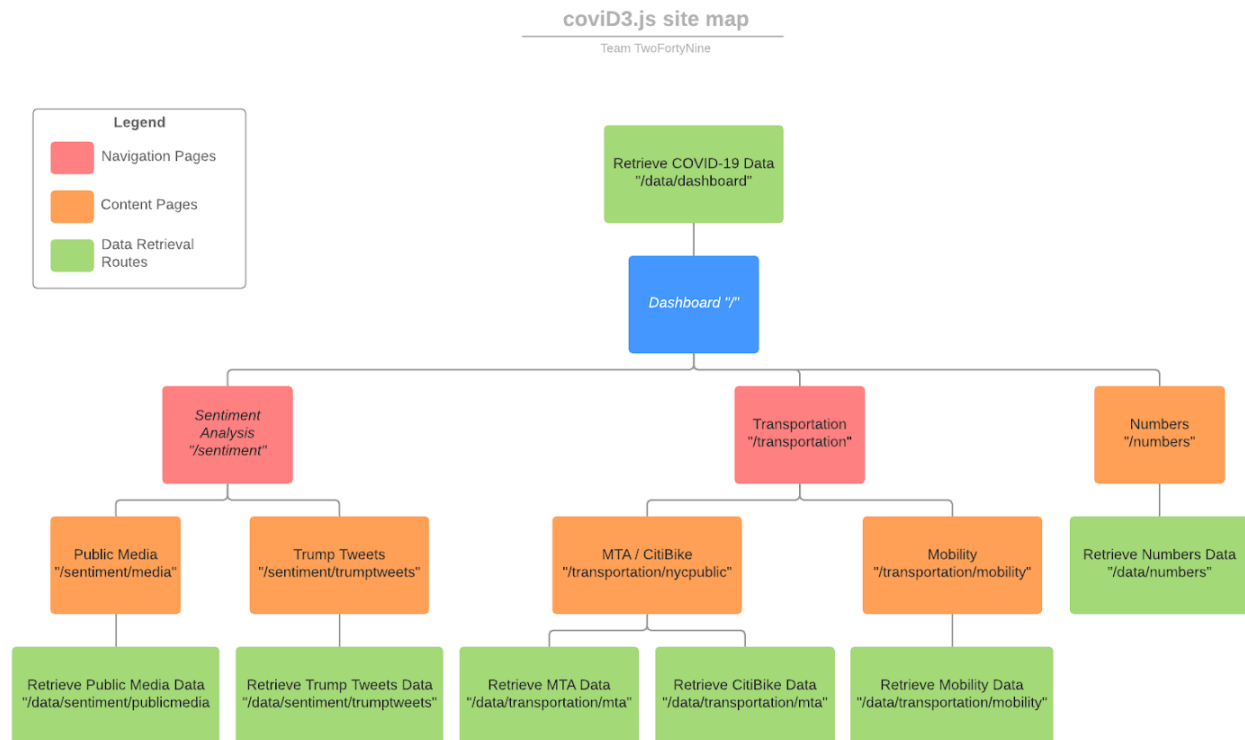 coviD3.js site map
Team TwoFortyNine
Legend
Navigation Pages
Content Pages
Data Retrieval
Routes
Retrieve COVID-19 Data
"/data/dashboard"
Dashboard "/"
Sentiment
Analysis
"/sentiment"
Transportation
"/transportation"
Numbers
"/numbers"
Public Media
"/sentiment/media"
Trump Tweets
"/sentiment/trumptweets"
MTA / CitiBike
"/transportation/nycpublic"
Mobility
"/transportation/mobility"
Retrieve Numbers Data
"/data/numbers"
Retrieve Public Media Data
"/data/sentiment/publicmedia
Retrieve Trump Tweets Data
"/data/sentiment/trumptweets"
Retrieve MTA Data
"/data/transportation/mta"
Retrieve CitiBike Data
"/data/transportation/mta"
Retrieve Mobility Data
"/data/transportation/mobility"